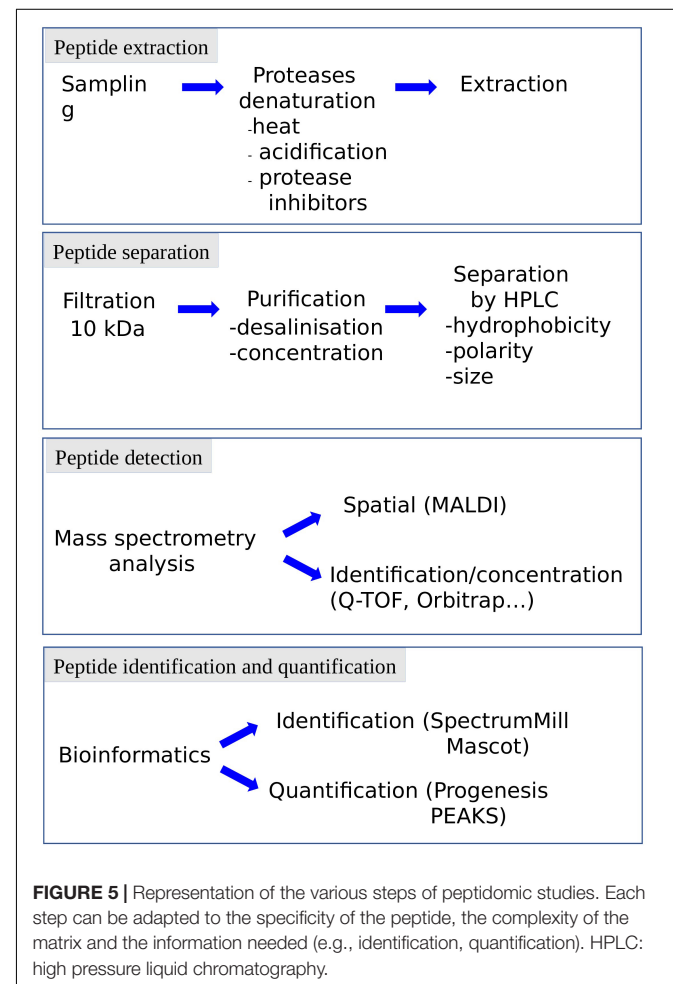 Peptide extraction
Samplin
g
Proteases
denaturation
-heat
- acidification
- protease
inhibitors
Extraction
Peptide separation
Filtration
10 kDa
Purification
-desalinisation
-concentration
Separation
by HPLC
-hydrophobicity
-polarity
-size
Peptide detection
Mass spectrometry
analysis
Spatial (MALDI)
Identification/concentration
(Q-TOF, Orbitrap...)
Peptide identification and quantification
Bioinformatics
Identification (SpectrumMill
Mascot)
Quantification (Progenesis
PEAKS)
FIGURE 5 | Representation of the various steps of peptidomic studies. Each
step can be adapted to the specificity of the peptide, the complexity of the
matrix and the information needed (e.g., identification, quantification). HPLC:
high pressure liquid chromatography.